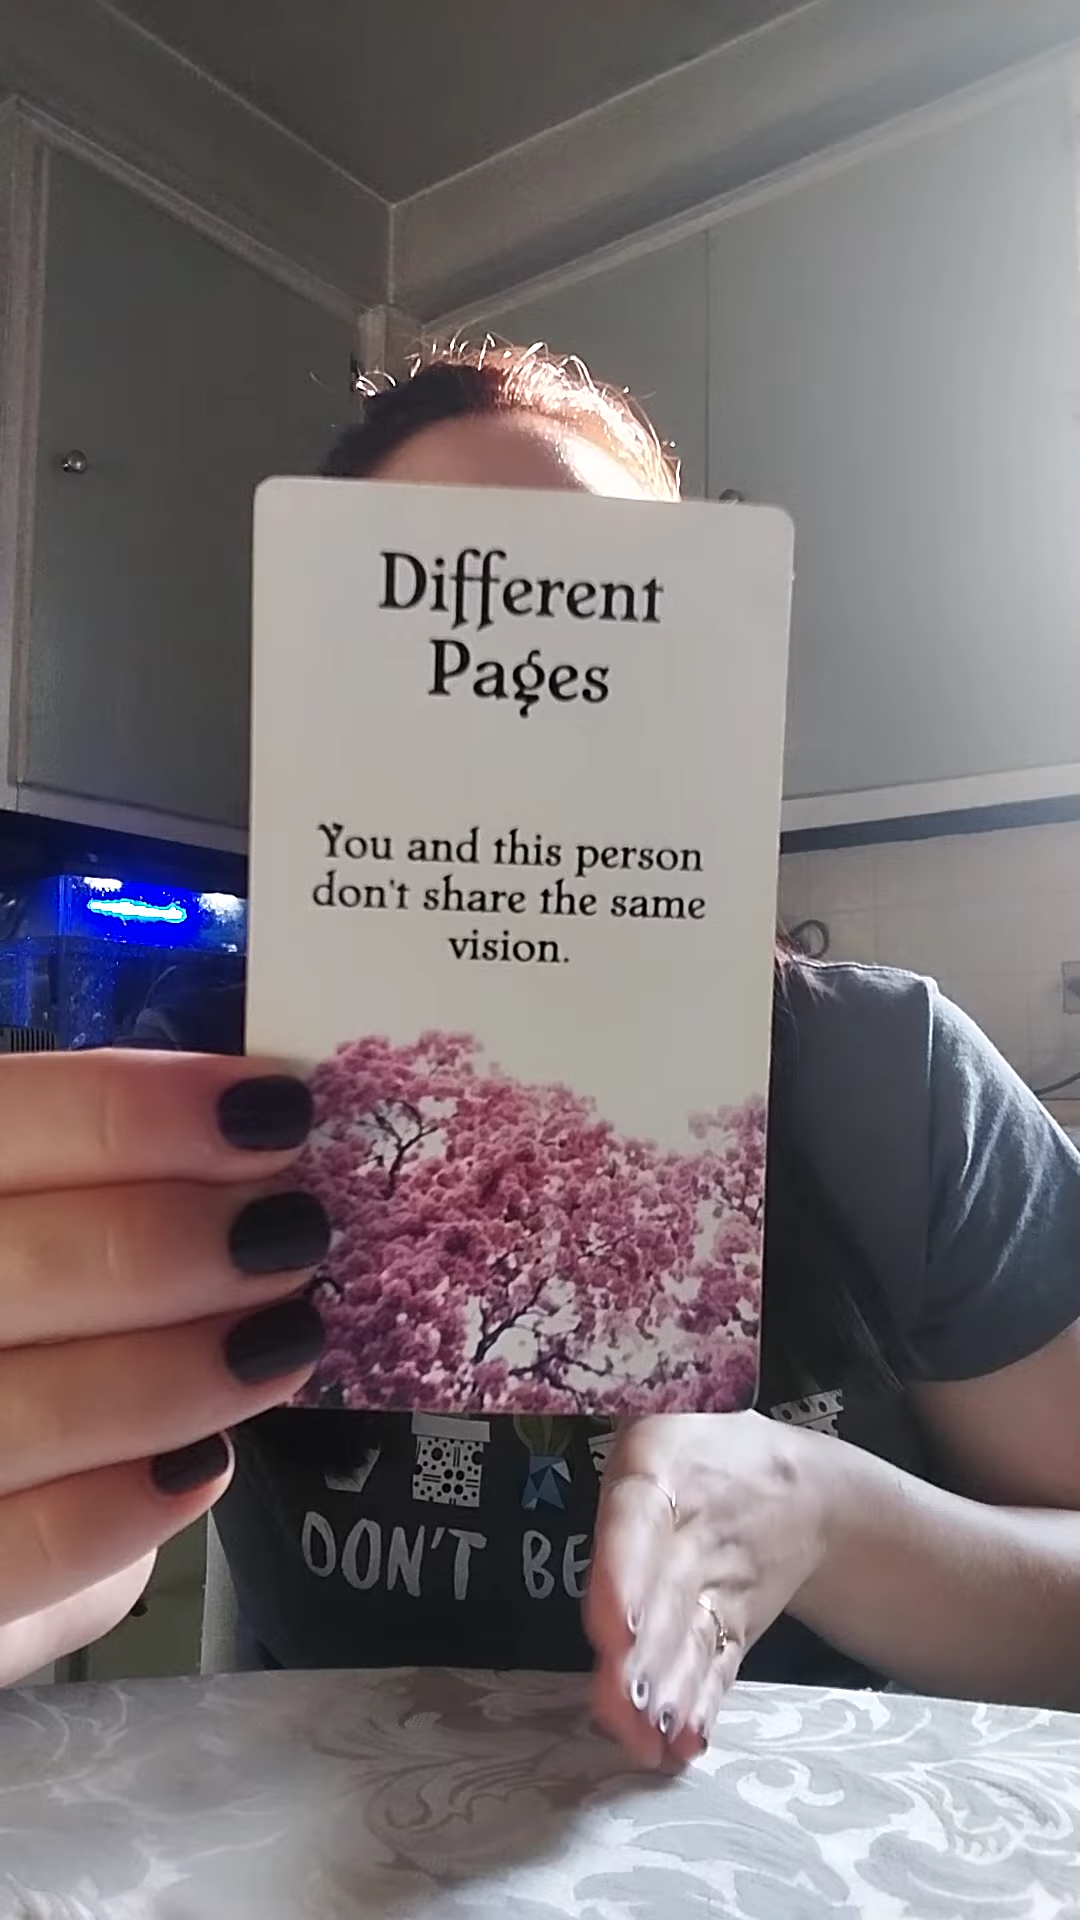 Different
Pages
You and this person
don't share the same
vision.
DON'T BE